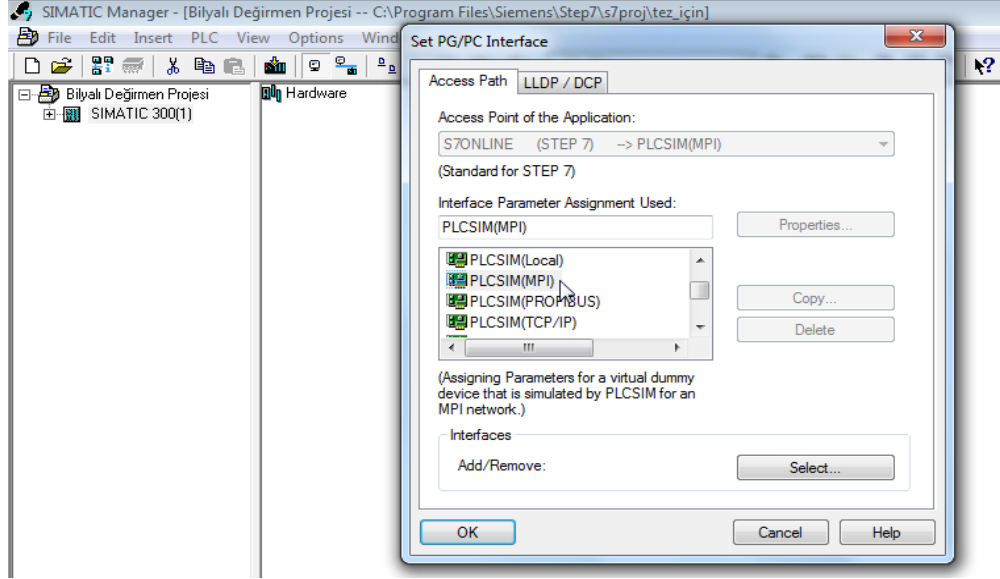 SIMATIC Manager - [Bilyalı Değirmen Projesi -- C:\Program Files\Siemens\Step7\s7proj\tez_için]
File Edit Insert PLC View Options Wind
Bilyalı Değirmen Projesi
SIMATIC 300(1)
Hardware
Set PG/PC Interface
Access Path
LLDP / DCP
Access Point of the Application:
S7ONLINE (STEP 7) --> PLCSIM(MPI)
(Standard for STEP 7)
Interface Parameter Assignment Used:
PLCSIM(MPI)
Properties...
PLCSIM(Local)
PLCSIM(MPI)
PLCSIM(PROFIBUS)
PLCSIM(TCP/IP)
Copy...
Delete
(Assigning Parameters for a virtual dummy
device that is simulated by PLCSIM for an
MPI network.)
Interfaces
Add/Remove:
Select...
OK
Cancel
Help